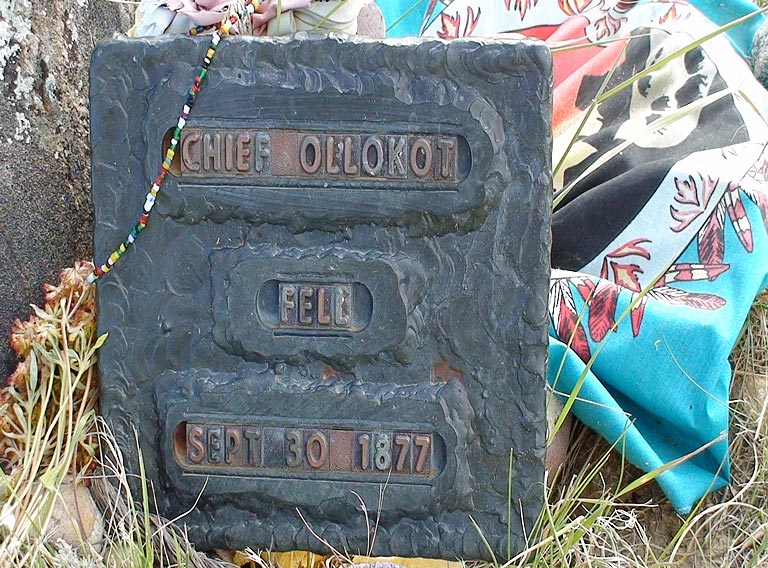 CHIEF OLLOKOT
FELL
SEPT 30 1877